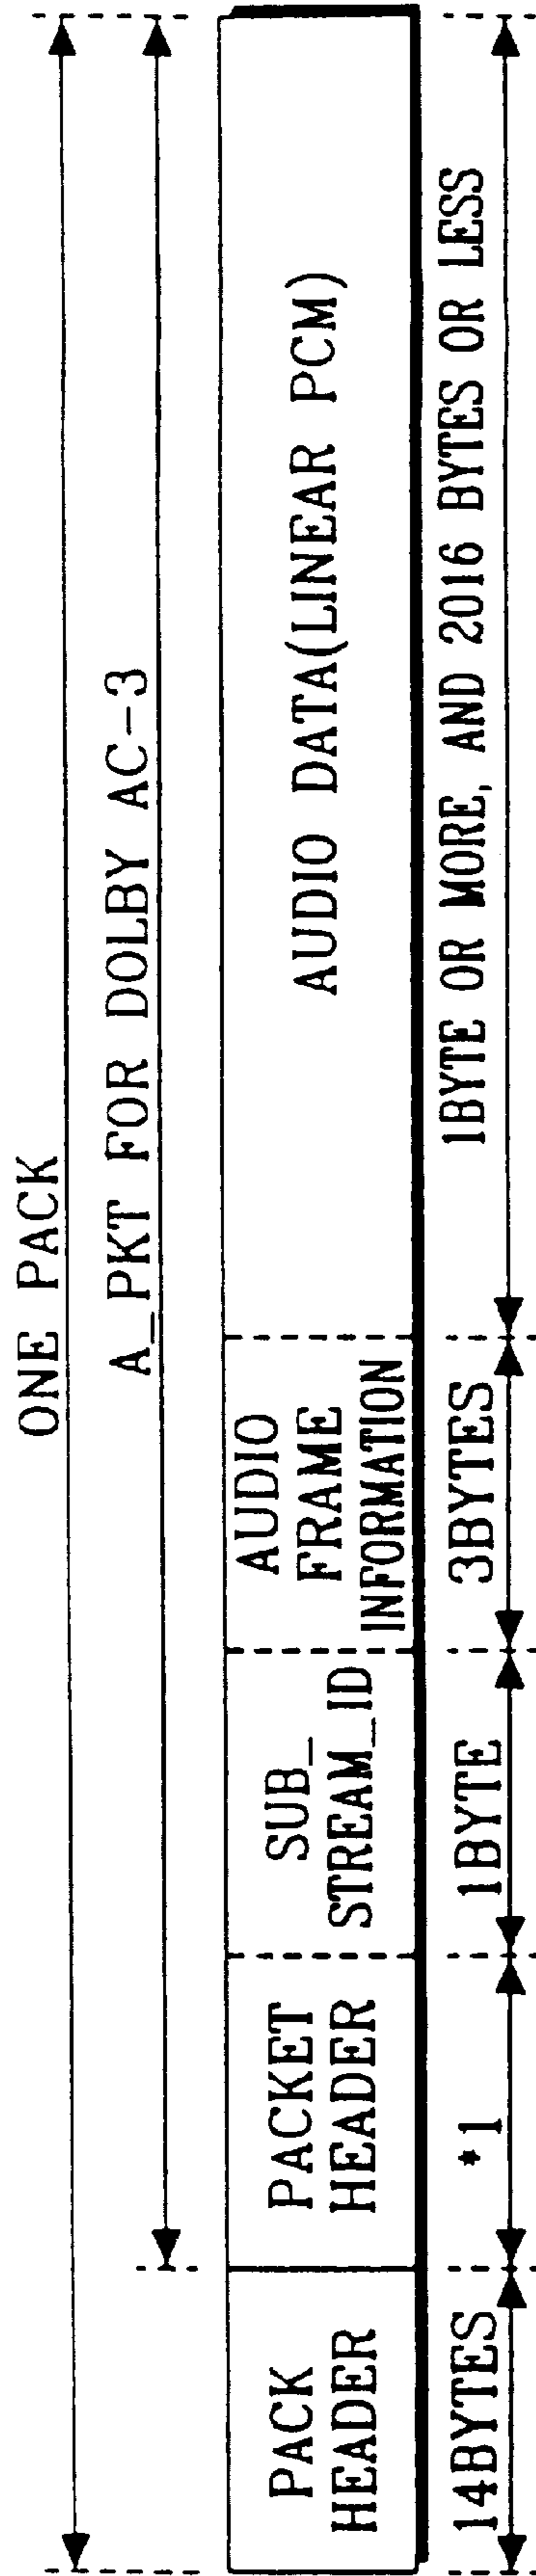 ONE PACK
A_PKT FOR DOLBY AC-3
PACK
HEADER
PACKET
HEADER
SUB_
STREAM_ID
AUDIO
FRAME
INFORMATION
AUDIO DATA(LINEAR PCM)
14BYTES
*1
1BYTE
3BYTES
1BYTE OR MORE, AND 2016 BYTES OR LESS